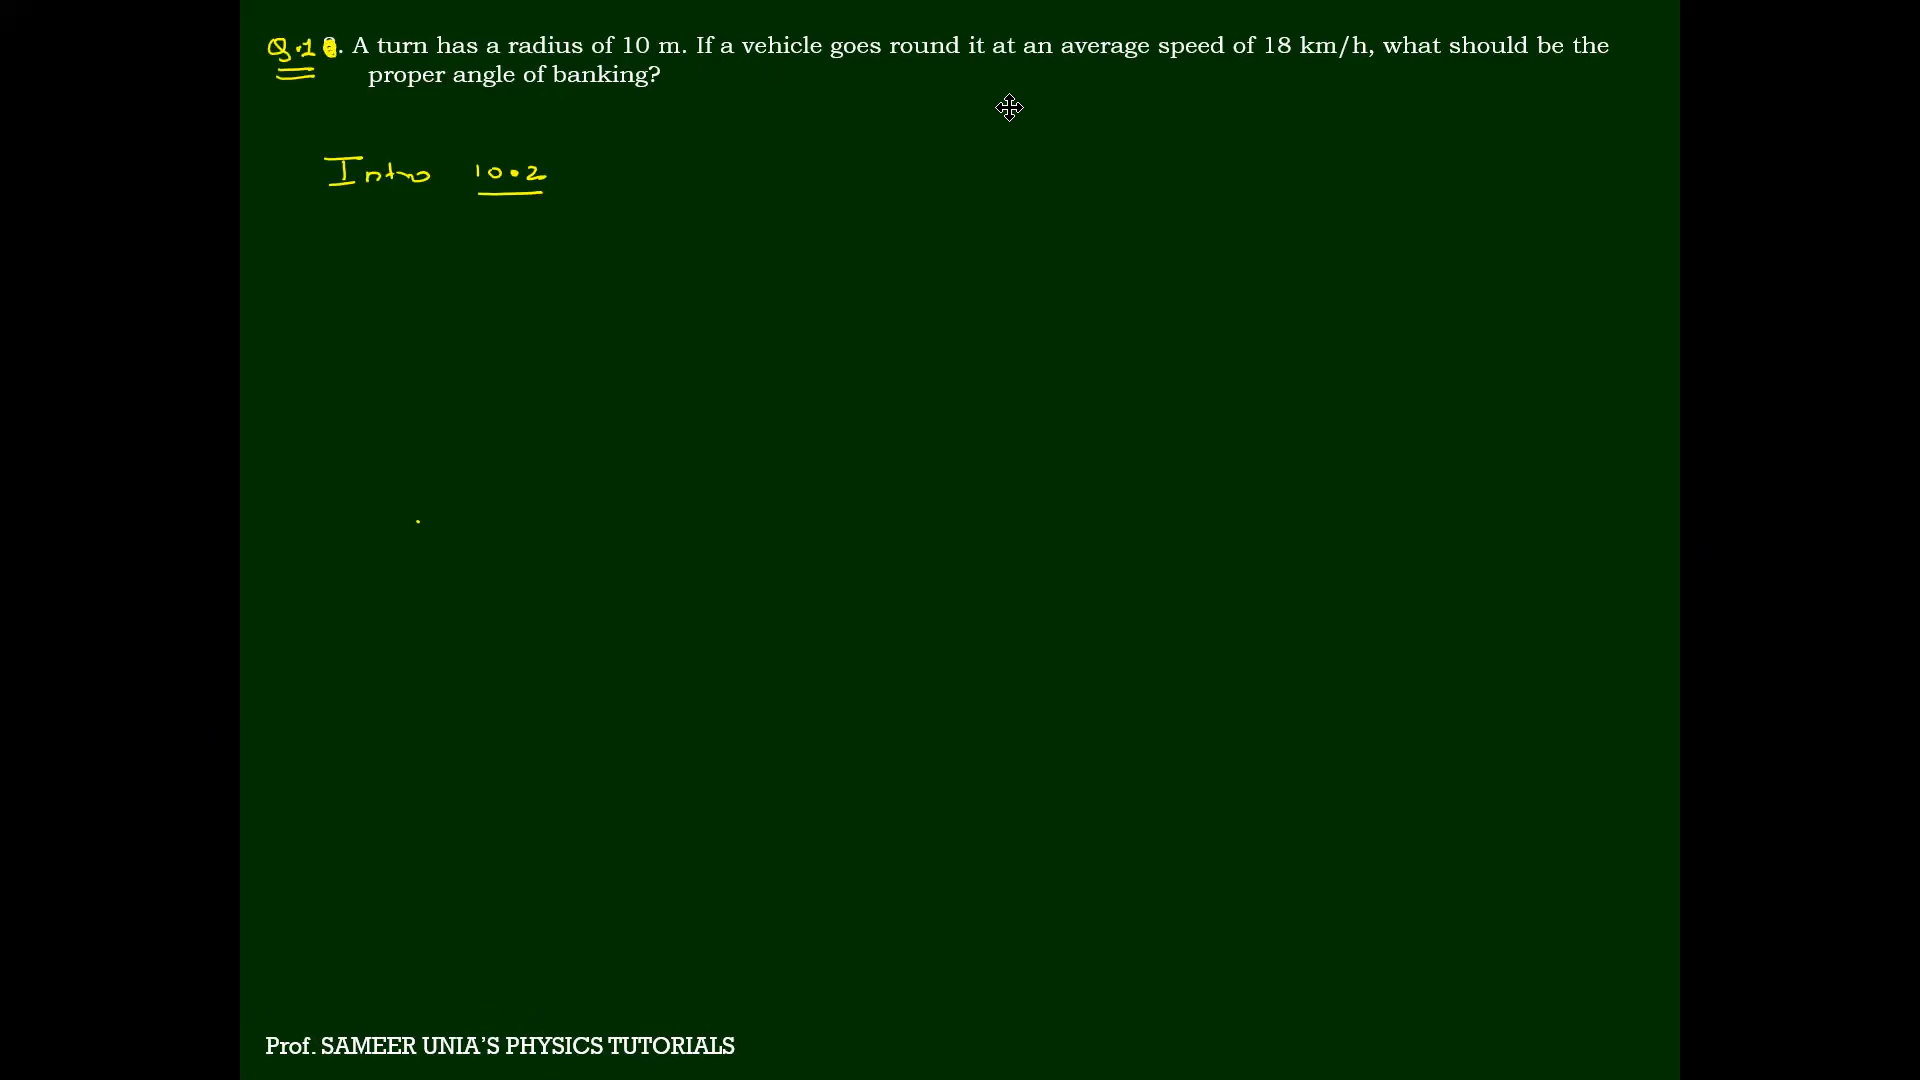 Q.1 . A turn has a radius of 10 m. If a vehicle goes round it at an average speed of 18 km/h, what should be the
proper angle of banking?
Intro 10.2
Prof. SAMEER UNIA'S PHYSICS TUTORIALS